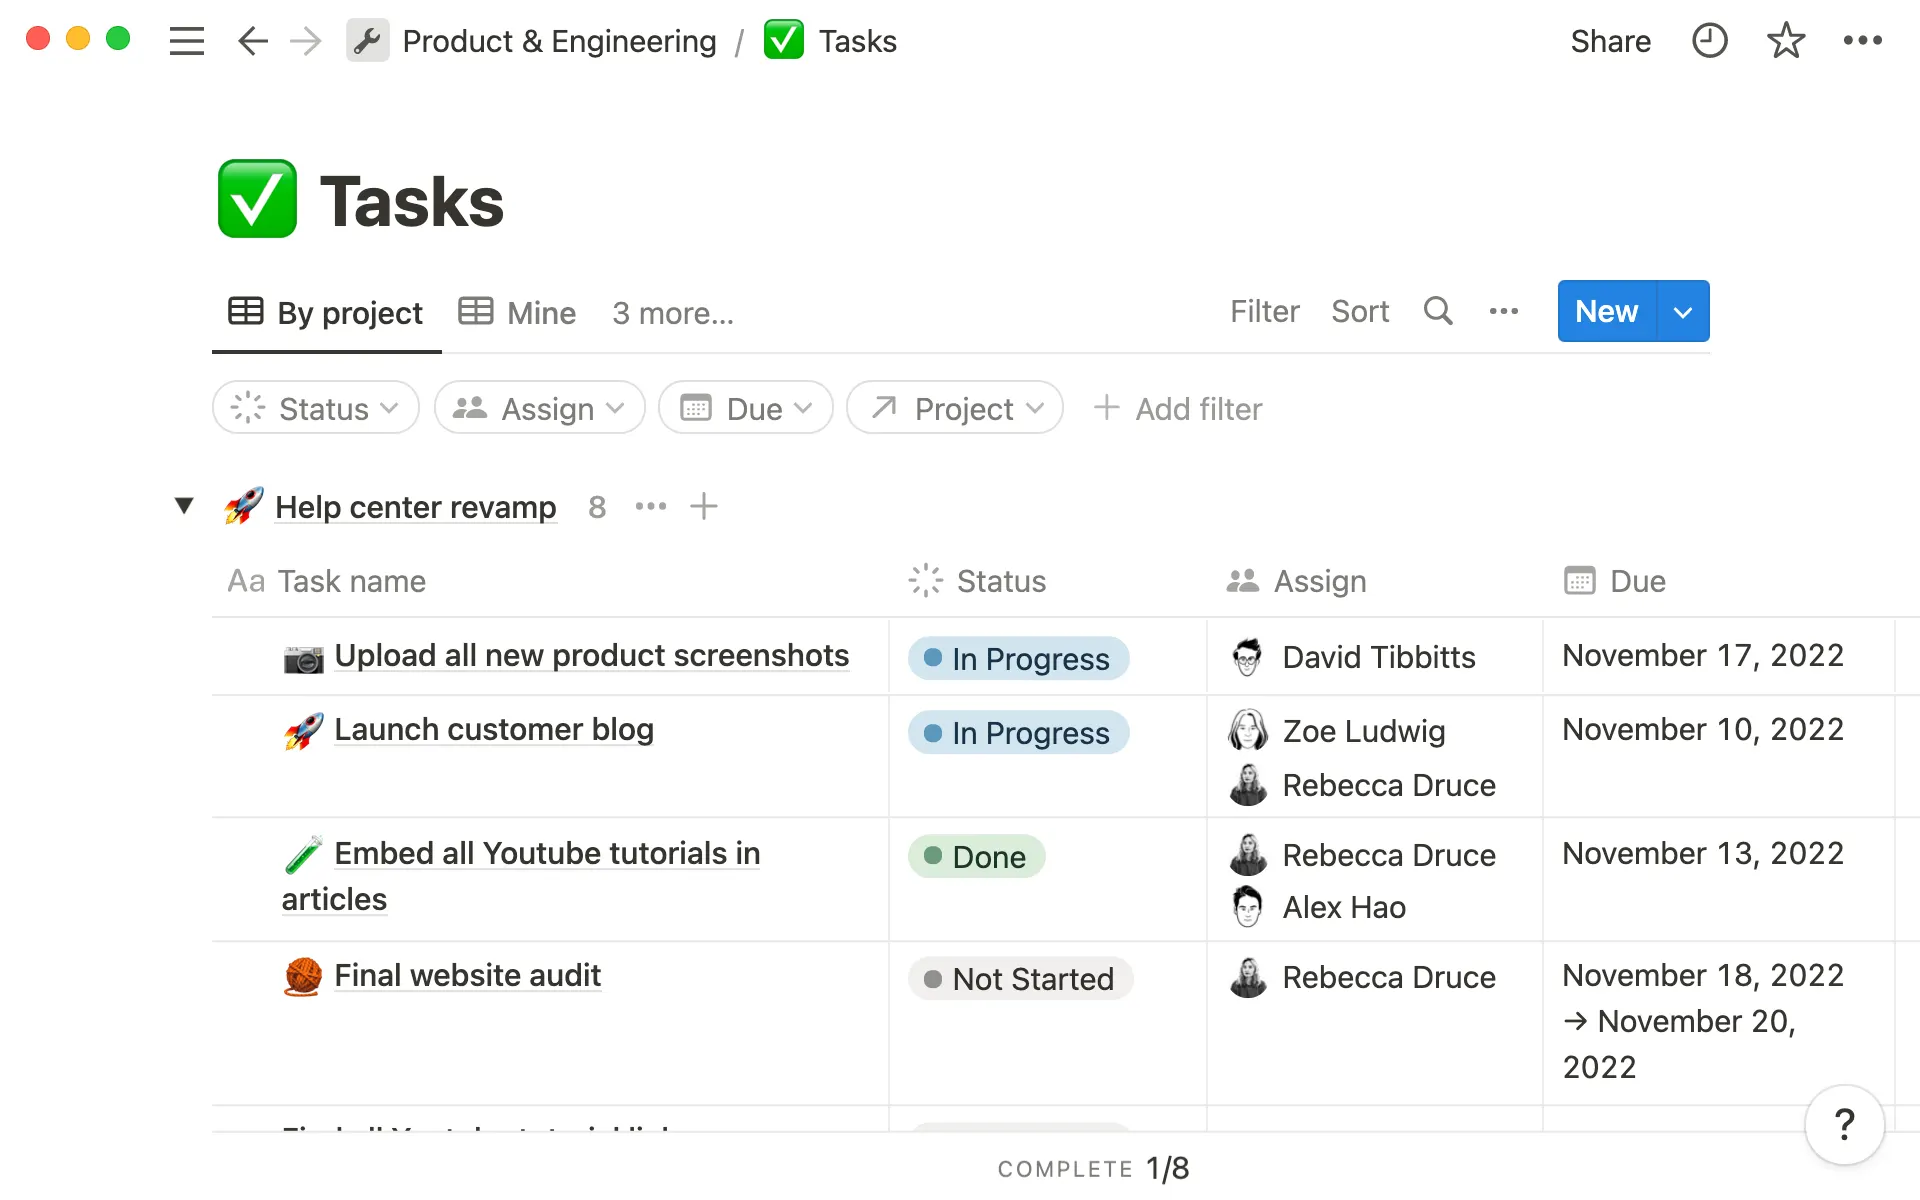 Product & Engineering / Tasks
Share
Tasks
By project Mine 3 more...
Filter Sort New
Status Assign Due Project Add filter
Help center revamp 8
Aa Task name Status Assign Due
Upload all new product screenshots In Progress David Tibbitts November 17, 2022
Launch customer blog In Progress Zoe Ludwig November 10, 2022
Rebecca Druce
Embed all Youtube tutorials in Done Rebecca Druce November 13, 2022
articles Alex Hao
Final website audit Not Started Rebecca Druce November 18, 2022
→ November 20,
2022
?
COMPLETE 1/8